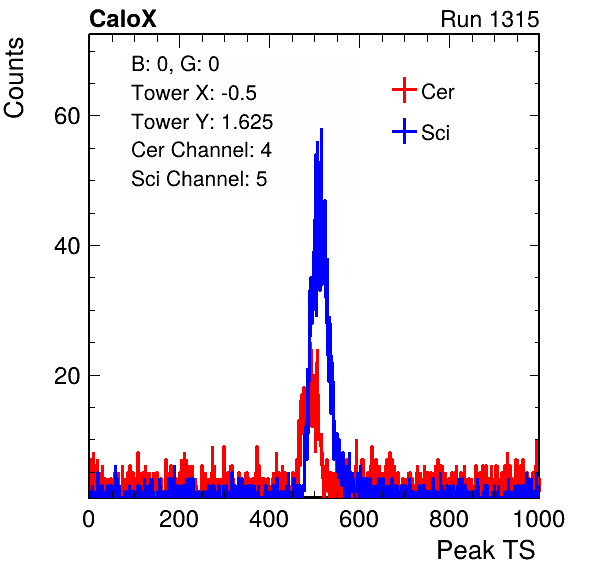 CaloX Run 1315
Counts
B: 0, G: 0
Tower X: -0.5
Tower Y: 1.625
Cer Channel: 4
Sci Channel: 5
Cer
Sci
60
40
20
0 200 400 600 800 1000
Peak TS